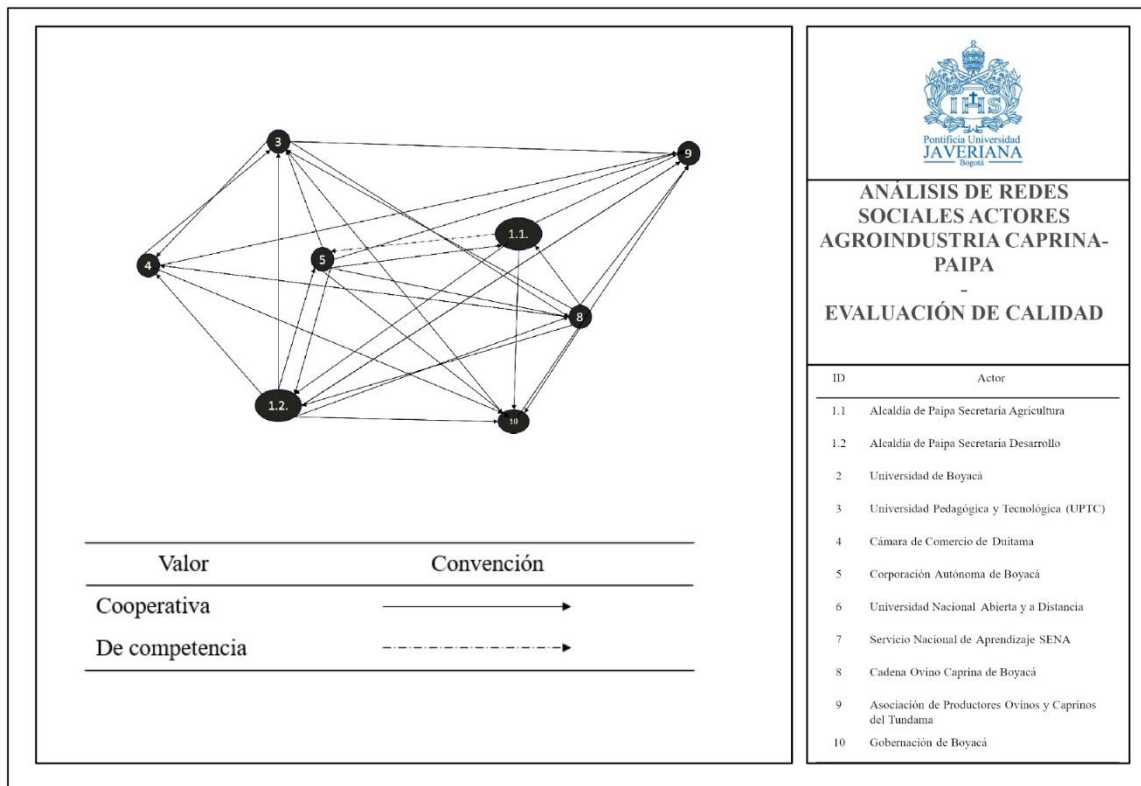 3
9
1.1.
5
4
8
1.2.
10
Valor Convención
Cooperativa
De competencia
IHS
Pontificia Universidad
JAVERIANA
Bogotá
ANÁLISIS DE REDES
SOCIALES ACTORES
AGROINDUSTRIA CAPRINA-
PAIPA
-
EVALUACIÓN DE CALIDAD
ID Actor
1.1 Alcaldía de Paipa Secretaría Agricultura
1.2 Alcaldía de Paipa Secretaría Desarrollo
2 Universidad de Boyacá
3 Universidad Pedagógica y Tecnológica (UPTC)
4 Cámara de Comercio de Duitama
5 Corporación Autónoma de Boyacá
6 Universidad Nacional Abierta y a Distancia
7 Servicio Nacional de Aprendizaje SENA
8 Cadena Ovino Caprina de Boyacá
9 Asociación de Productores Ovinos y Caprinos
del Tundama
10 Gobernación de Boyacá